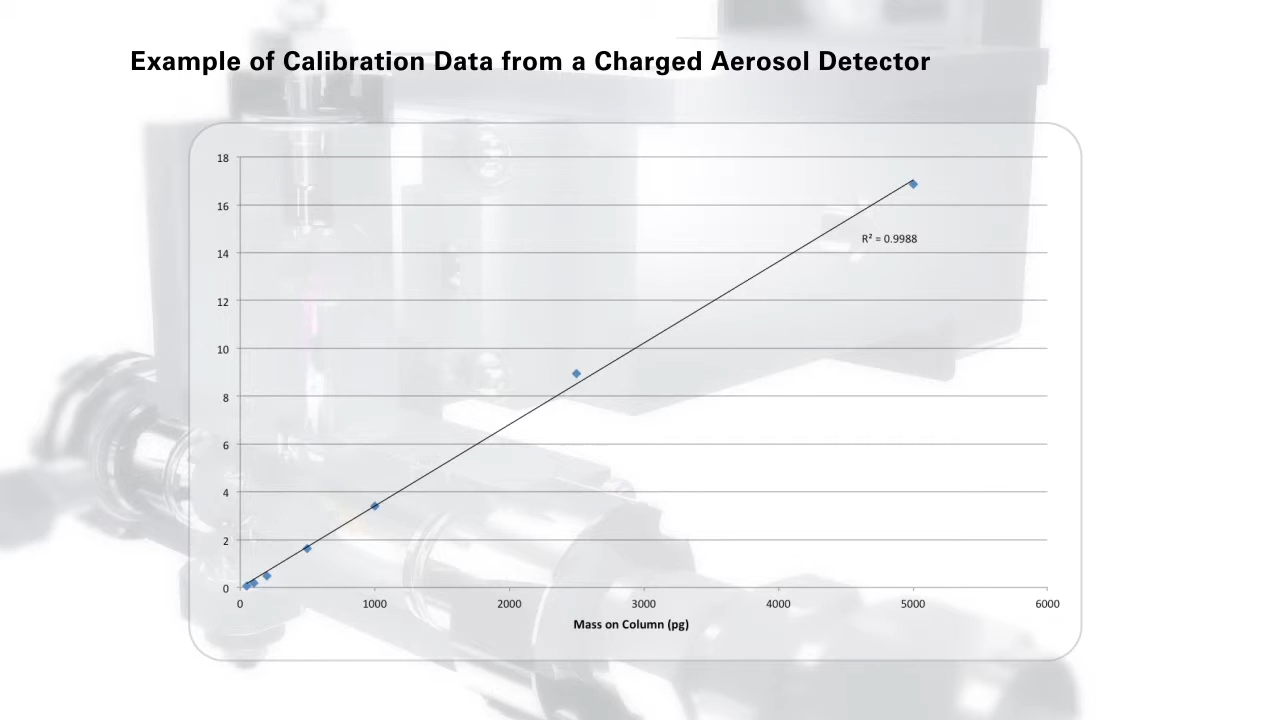 Example of Calibration Data from a Charged Aerosol Detector
18
16
R² = 0.9988
14
12
10
8
6
4
2
0
0 1000 2000 3000 4000 5000 6000
Mass on Column (pg)